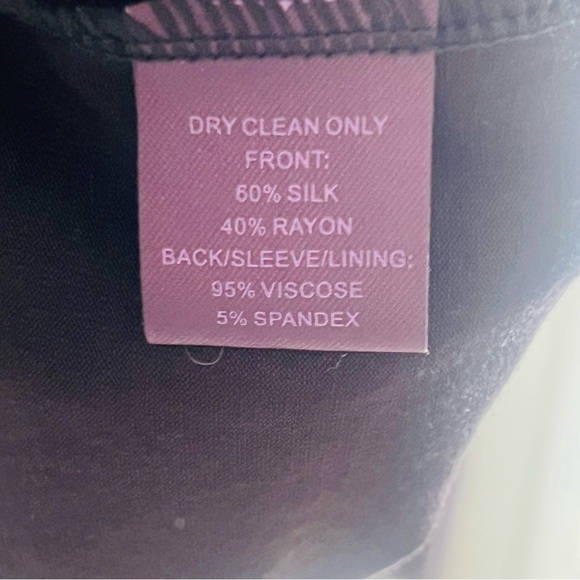 DRY CLEAN ONLY
FRONT:
60% SILK
40% RAYON
BACK/SLEEVE/LINING:
95% VISCOSE
5% SPANDEX